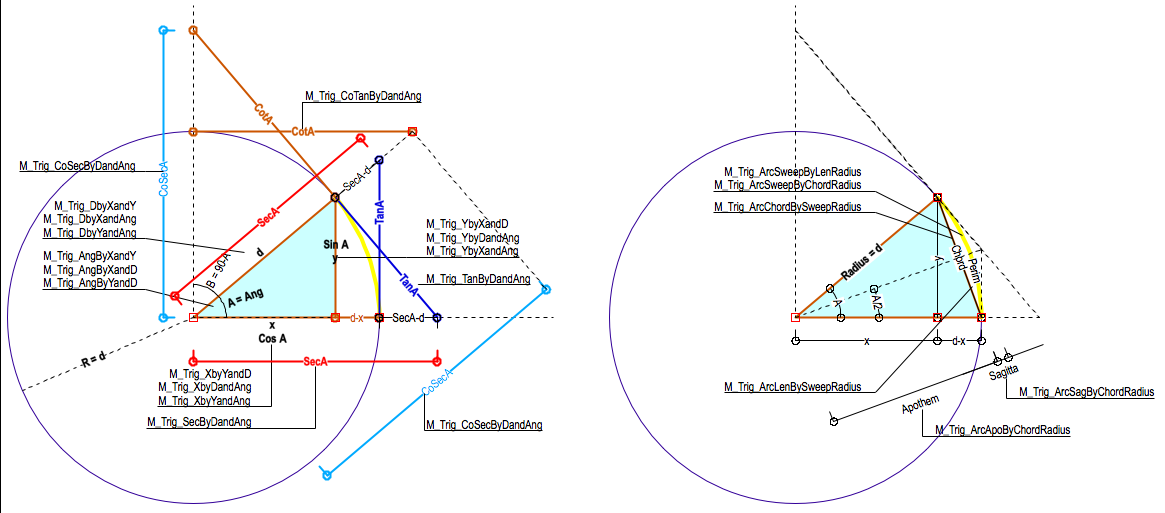 CotA
M_Trig_CoTanByDandAng
CotA
M_Trig_CoSecByDandAng
CoSecA
SecA-d
M_Trig_DbyXandY
M_Trig_DbyXandAng
M_Trig_DbyYandAng
SecA
TanA
M_Trig_YbyXandD
M_Trig_YbyDandAng
M_Trig_YbyXandAng
M_Trig_AngByXandY
M_Trig_AngByXandD
M_Trig_AngByYandD
d
B = 90-A
Sin A
y
A = Ang
TanA
M_Trig_TanByDandAng
x
Cos A
d-x
SecA-d
R = d
SecA
M_Trig_XbyYandD
M_Trig_XbyDandAng
M_Trig_XbyYandAng
M_Trig_SecByDandAng
CoSecA
M_Trig_CoSecByDandAng
M_Trig_ArcSweepByLenRadius
M_Trig_ArcSweepByChordRadius
M_Trig_ArcChordBySweepRadius
Radius = d
y
Chord
Perim
A
A/2
x
d-x
Sagitta
M_Trig_ArcLenBySweepRadius
M_Trig_ArcSagByChordRadius
Apothem
M_Trig_ArcApoByChordRadius